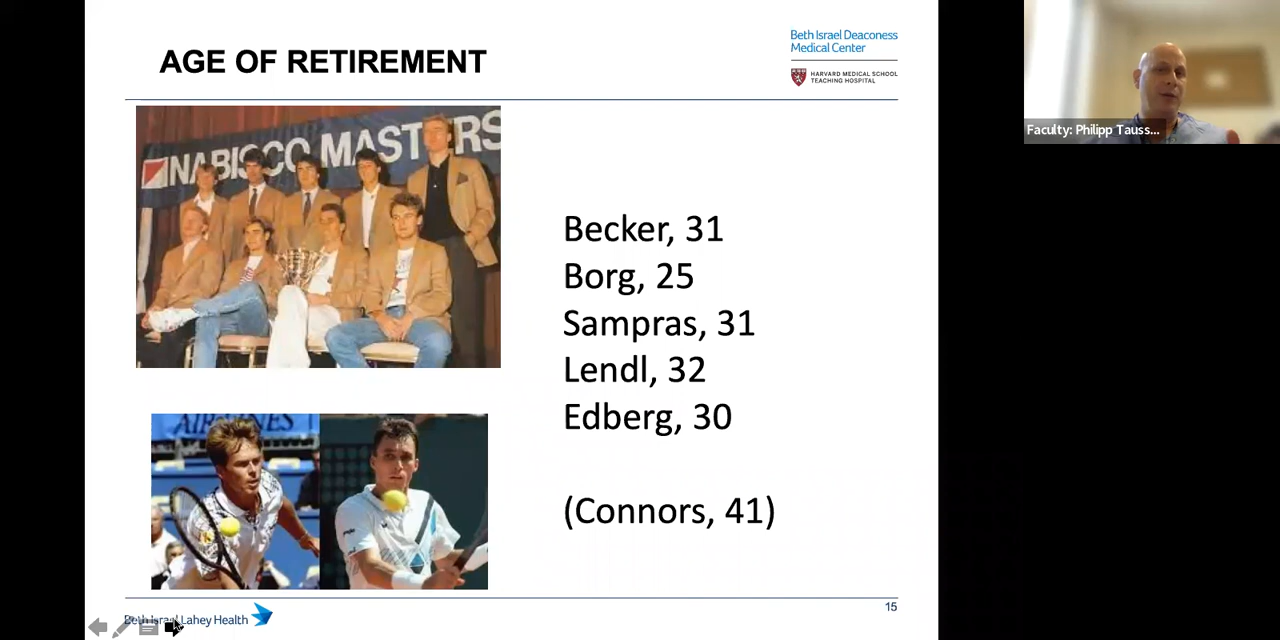 AGE OF RETIREMENT
Beth Israel Deaconess
Medical Center
HARVARD MEDICAL SCHOOL
TEACHING HOSPITAL
Faculty: Philipp Tauss...
NABISCO MASTERS
Becker, 31
Borg, 25
Sampras, 31
Lendl, 32
Edberg, 30
(Connors, 41)
AIRLINES
15
Beth Israel Lahey Health